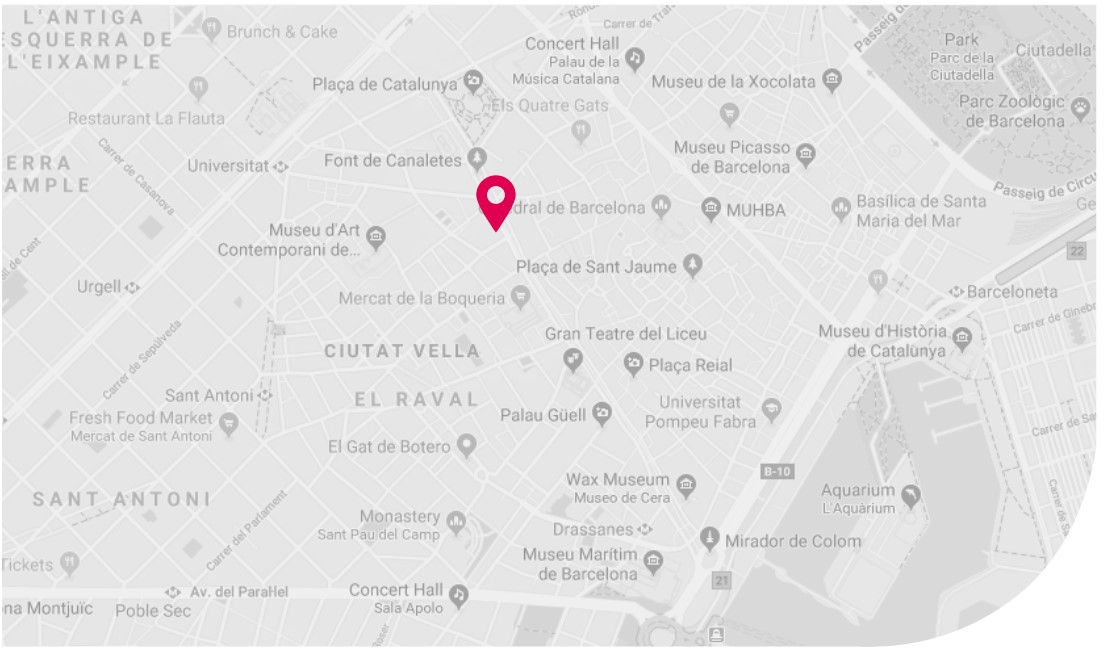 L'ANTIGA
ESQUERRA DE
L'EIXAMPLE
Brunch & Cake
Carrer de
Concert Hall
Palau de la
Música Catalana
Passeig de
Park
Parc de la
Ciutadella
Ciutadella
Plaça de Catalunya
Museu de la Xocolata
Parc Zoològic
de Barcelona
Restaurant La Flauta
Els Quatre Gats
Carrer de Casanova
ERRA
AMPLE
Universitat
Font de Canaletes
Museu Picasso
de Barcelona
Passeig de Circu
dral de Barcelona
MUHBA
Basílica de Santa
Maria del Mar
Ge
Museu d'Art
Contemporani de...
22
ell de Cent
Plaça de Sant Jaume
Urgell
Mercat de la Boqueria
Barceloneta
Carrer de Ginebr
Carrer de Sepúlveda
CIUTAT VELLA
Gran Teatre del Liceu
Museu d'Història
de Catalunya
Plaça Reial
Sant Antoni
EL RAVAL
Fresh Food Market
Mercat de Sant Antoni
Palau Güell
Universitat
Pompeu Fabra
Carrer de Sar
El Gat de Botero
B-10
SANT ANTONI
Wax Museum
Museo de Cera
Aquarium
L'Aquàrium
Carrer de S
Carrer del Parlament
Monastery
Sant Pau del Camp
Drassanes
Mirador de Colom
Tickets
Museu Marítim
de Barcelona
21
Av. del Paral·lel
Concert Hall
Sala Apolo
na Montjuïc
Poble Sec
Roser